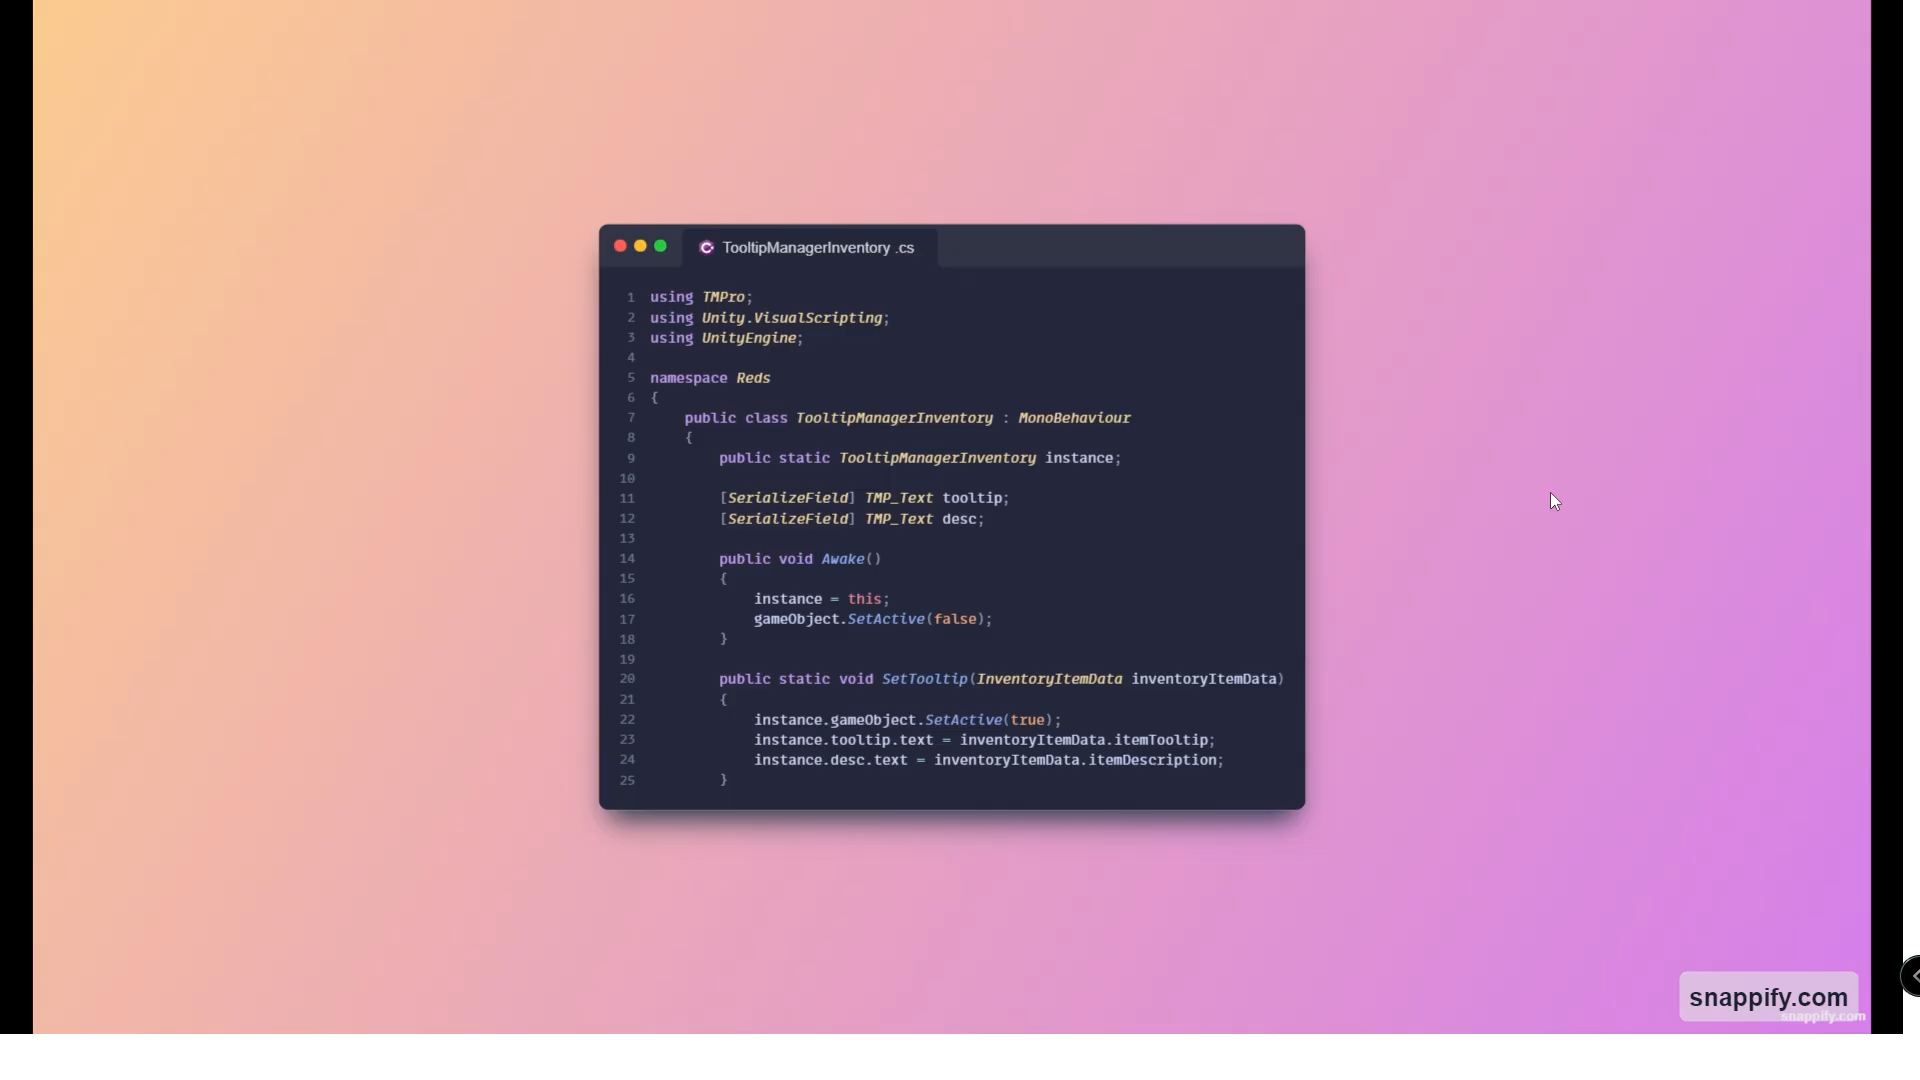 TooltipManagerInventory .cs
1 using TMPro;
2 using Unity.VisualScripting;
3 using UnityEngine;
4
5 namespace Reds
6 {
7     public class TooltipManagerInventory : MonoBehaviour
8     {
9         public static TooltipManagerInventory instance;
10
11         [SerializeField] TMP_Text tooltip;
12         [SerializeField] TMP_Text desc;
13
14         public void Awake()
15         {
16             instance = this;
17             gameObject.SetActive(false);
18         }
19
20         public static void SetTooltip(InventoryItemData inventoryItemData)
21         {
22             instance.gameObject.SetActive(true);
23             instance.tooltip.text = inventoryItemData.itemTooltip;
24             instance.desc.text = inventoryItemData.itemDescription;
25         }
snappify.com
snappify.com